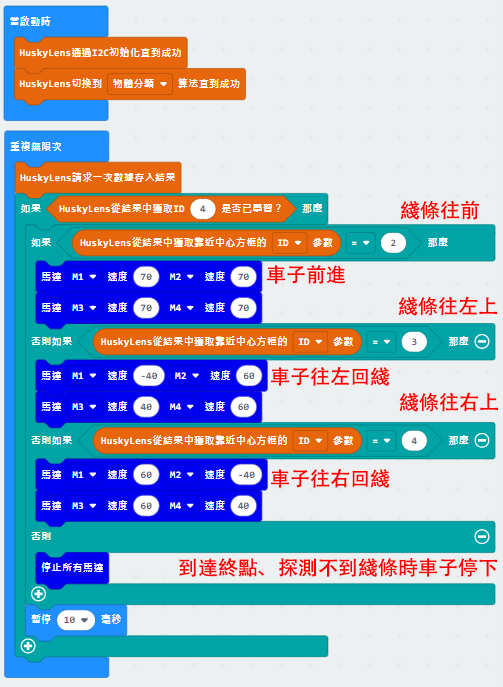 當啟動時
HuskyLens通過I2C初始化直到成功
HuskyLens切換到 物體分類 算法直到成功
重複無限次
HuskyLens請求一次數據存入結果
如果 HuskyLens從結果中獲取ID 4 是否已學習？ 那麼
綫條往前
如果 HuskyLens從結果中獲取靠近中心方框的 ID 參數 = 2 那麼
馬達 M1 速度 70 M2 速度 70 車子前進
馬達 M3 速度 70 M4 速度 70 綫條往左上
否則如果 HuskyLens從結果中獲取靠近中心方框的 ID 參數 = 3 那麼
馬達 M1 速度 -40 M2 速度 60 車子往左回綫
馬達 M3 速度 40 M4 速度 60 綫條往右上
否則如果 HuskyLens從結果中獲取靠近中心方框的 ID 參數 = 4 那麼
馬達 M1 速度 60 M2 速度 -40 車子往右回綫
馬達 M3 速度 60 M4 速度 40
否則
停止所有馬達 到達終點、探測不到綫條時車子停下
暫停 10 毫秒